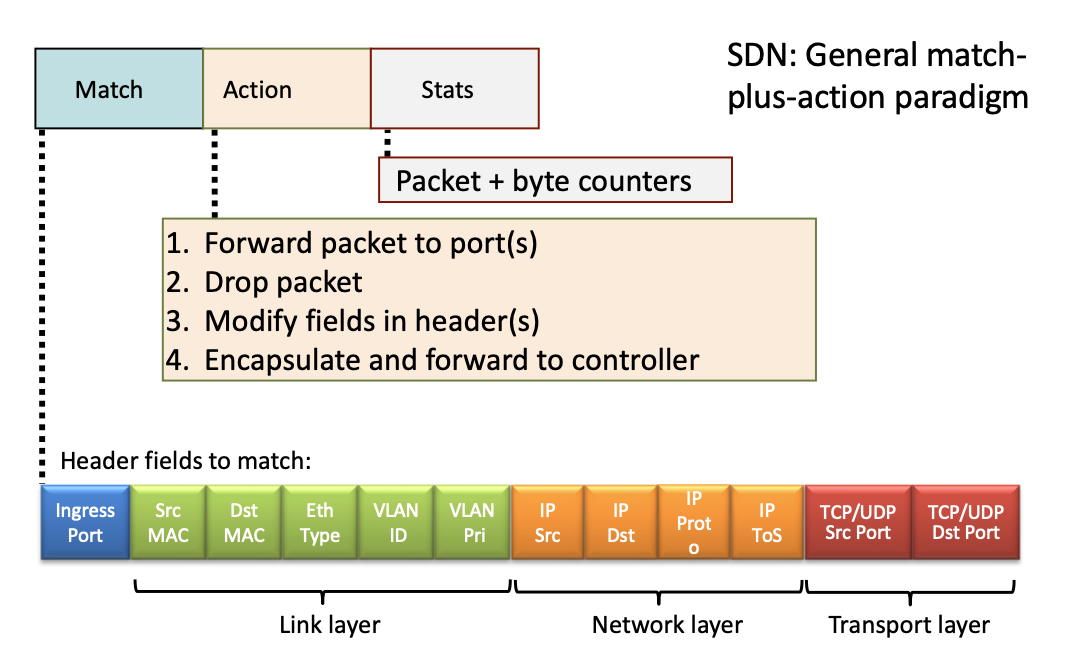 SDN: General match-
plus-action paradigm
Match
Action
Stats
Packet + byte counters
1. Forward packet to port(s)
2. Drop packet
3. Modify fields in header(s)
4. Encapsulate and forward to controller
Header fields to match:
Ingress
Port
Src
MAC
Dst
MAC
Eth
Type
VLAN
ID
VLAN
Pri
IP
Src
IP
Dst
IP
Prot
o
IP
ToS
TCP/UDP
Src Port
TCP/UDP
Dst Port
Link layer
Network layer
Transport layer